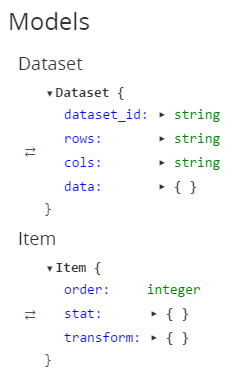 Models
Dataset
▾Dataset {
dataset_id: ▸ string
rows: ▸ string
cols: ▸ string
data: ▸ { }
}
Item
▾Item {
order: integer
stat: ▸ { }
transform: ▸ { }
}